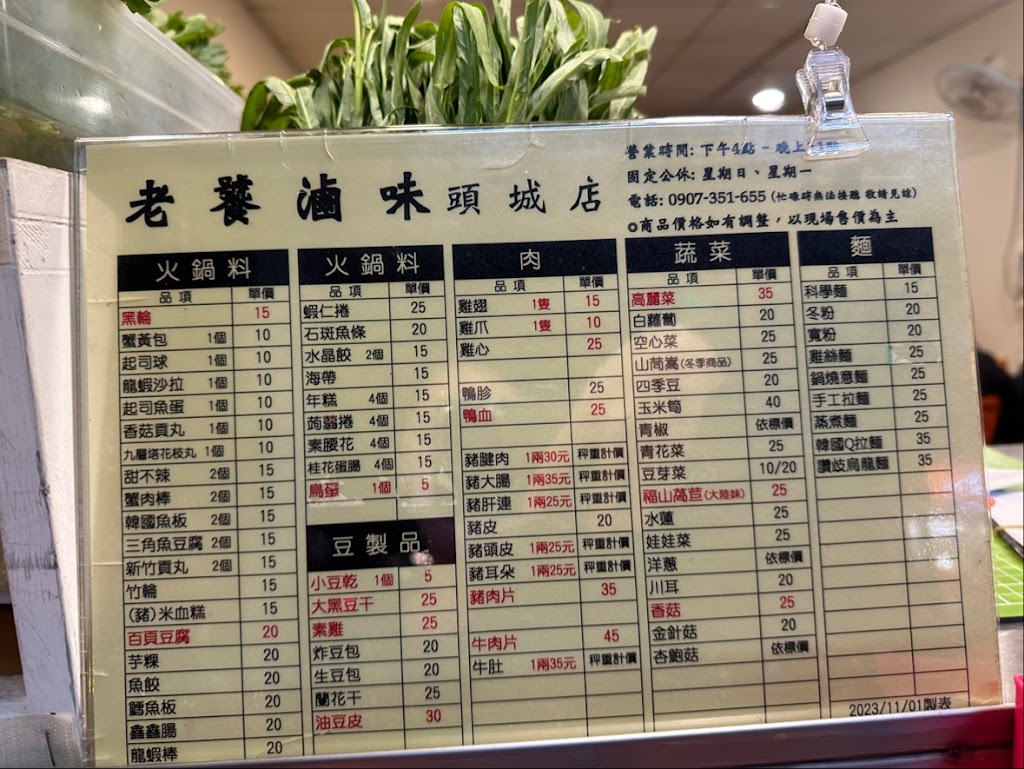 老饕滷味頭城店
營業時間: 下午4點 ~ 晚上
固定公休: 星期日、星期一
電話: 0907-351-655 (忙碌時無法接聽 敬請見諒)
◎商品價格如有調整,以現場售價為主
火鍋料
品項 單價
黑輪 15
蟹黃包 1個 10
起司球 1個 10
龍蝦沙拉 1個 10
起司魚蛋 1個 10
香菇貢丸 1個 10
九層塔花枝丸 1個 10
甜不辣 2個 15
蟹肉棒 2個 15
韓國魚板 2個 15
三角魚豆腐 2個 15
新竹貢丸 2個 15
竹輪 15
(豬)米血糕 15
百頁豆腐 20
芋粿 20
魚餃 20
鱈魚板 20
鑫鑫腸 20
龍蝦棒 20
火鍋料
品項 單價
蝦仁捲 25
石斑魚條 20
水晶餃 2個 15
海帶 15
年糕 4個 15
蒟蒻捲 4個 15
素腰花 4個 15
桂花蛋腸 4個 15
鳥蛋 1個 5
豆製品
小豆乾 1個 5
大黑豆干 25
素雞 25
炸豆包 20
生豆包 20
蘭花干 25
油豆皮 30
肉
品項 單價
雞翅 1隻 15
雞爪 1隻 10
雞心 25
鴨胗 25
鴨血 25
豬腱肉 1兩30元 秤重計價
豬大腸 1兩35元 秤重計價
豬肝連 1兩25元 秤重計價
豬皮 20
豬頭皮 1兩25元 秤重計價
豬耳朵 1兩25元 秤重計價
豬肉片 35
牛肉片 45
牛肚 1兩35元 秤重計價
蔬菜
品項 單價
高麗菜 35
白蘿蔔 20
空心菜 25
山茼蒿(冬季商品) 25
四季豆 20
玉米筍 40
青椒 依標價
青花菜 25
豆芽菜 10/20
福山萵苣(大陸妹) 25
水蓮 25
娃娃菜 25
洋蔥 依標價
川耳 20
香菇 25
金針菇 20
杏鮑菇 依標價
麵
品項 單價
科學麵 15
冬粉 20
寬粉 20
雞絲麵 25
鍋燒意麵 25
手工拉麵 25
蒸煮麵 25
韓國Q拉麵 35
讚岐烏龍麵 35
2023/11/01製表